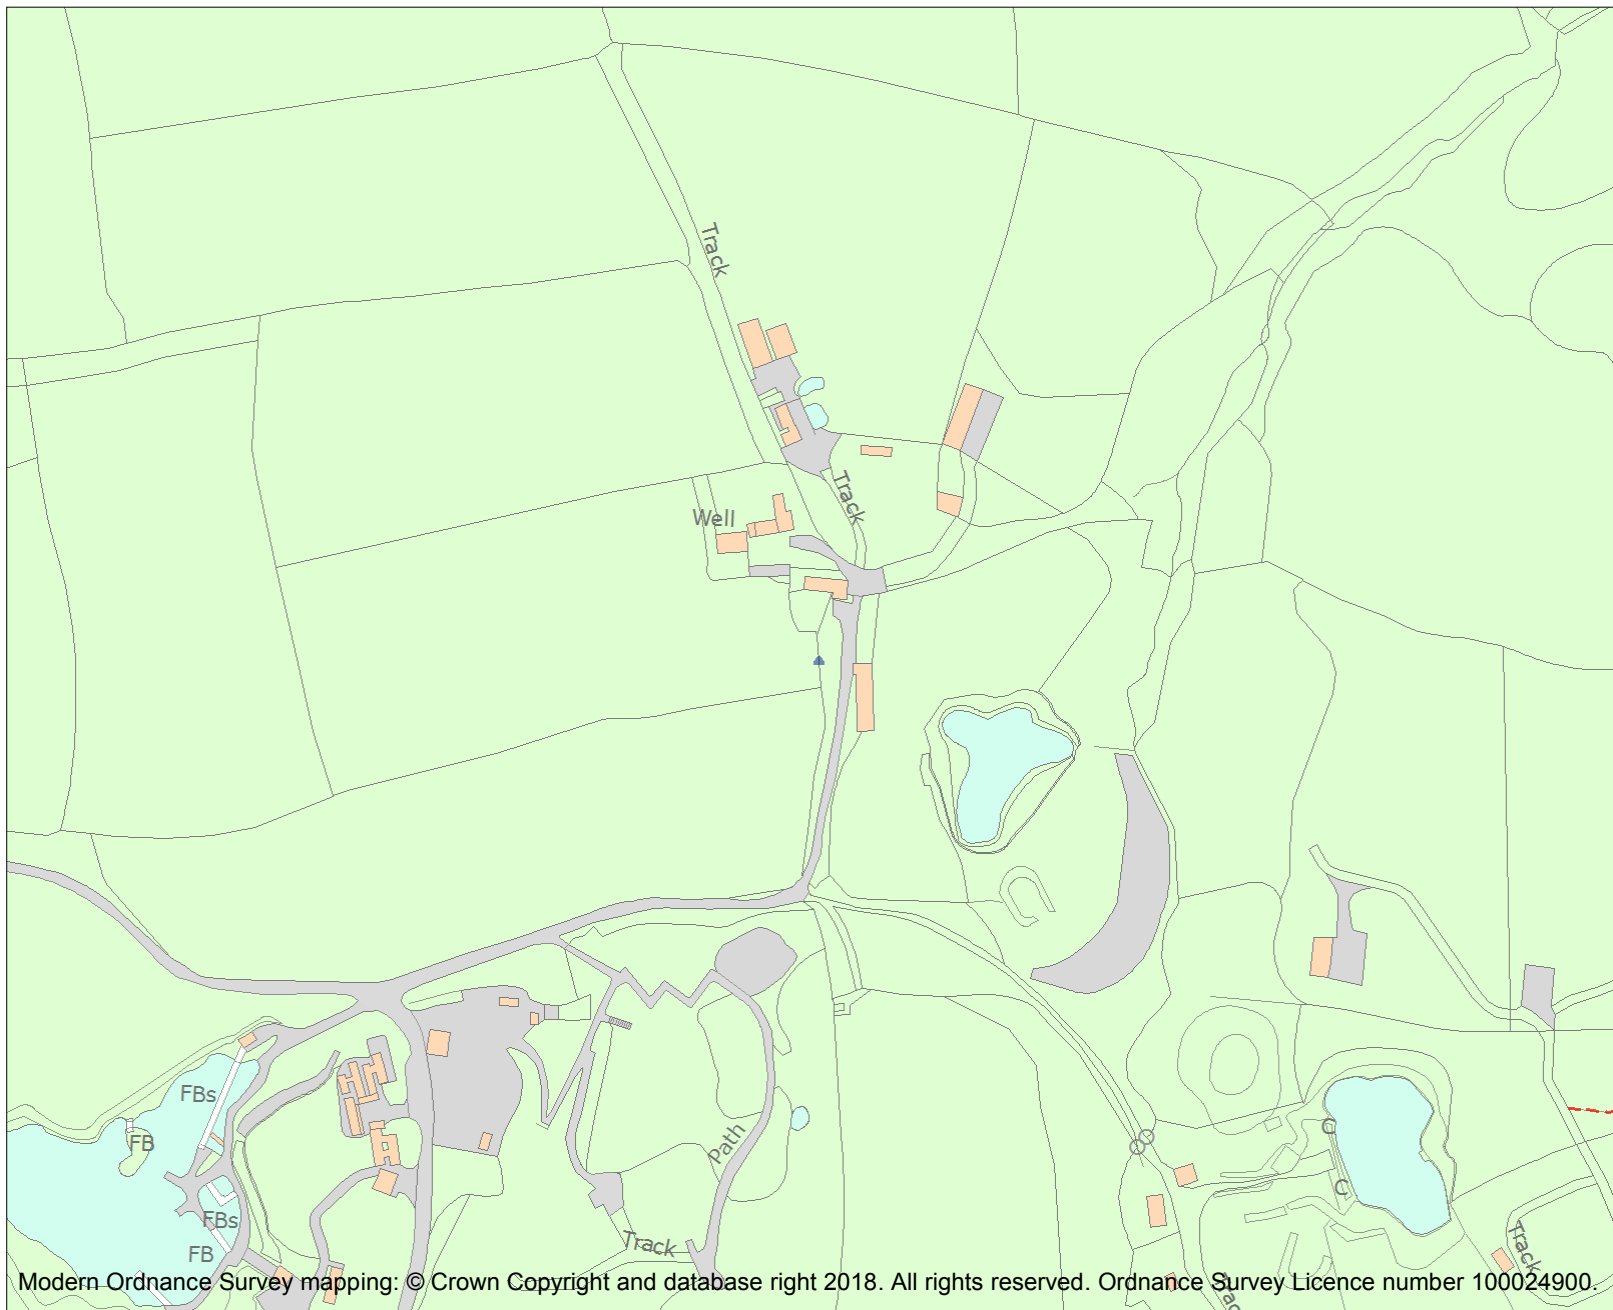 Track
Track
Well
FBs
FB
Path
C
C
FBs
FB
Track
Track
Trac
Modern Ordnance Survey mapping: © Crown Copyright and database right 2018. All rights reserved. Ordnance Survey Licence number 100024900.